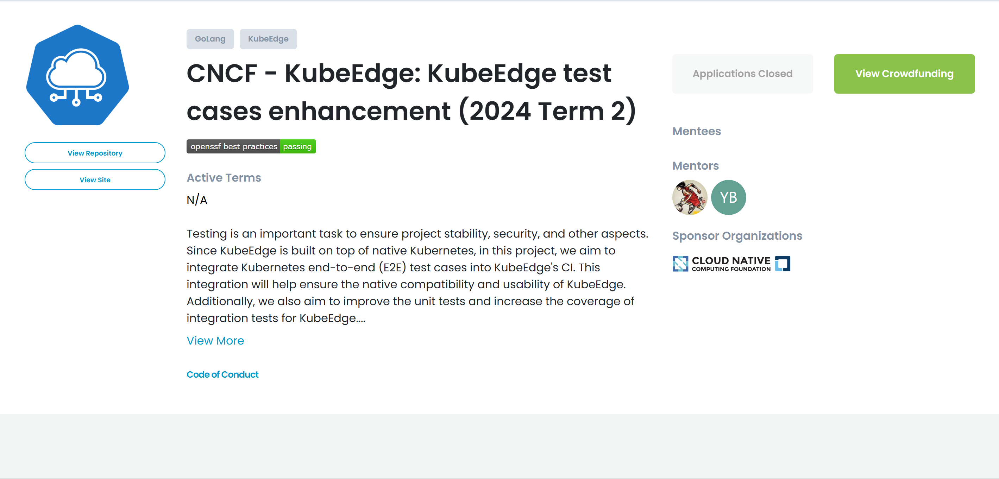 GoLang
KubeEdge
CNCF - KubeEdge: KubeEdge test
cases enhancement (2024 Term 2)
openssf best practices passing
View Repository
View Site
Active Terms
N/A
Testing is an important task to ensure project stability, security, and other aspects.
Since KubeEdge is built on top of native Kubernetes, in this project, we aim to
integrate Kubernetes end-to-end (E2E) test cases into KubeEdge's CI. This
integration will help ensure the native compatibility and usability of KubeEdge.
Additionally, we also aim to improve the unit tests and increase the coverage of
integration tests for KubeEdge....
View More
Code of Conduct
Applications Closed
View Crowdfunding
Mentees
Mentors
YB
Sponsor Organizations
CLOUD NATIVE
COMPUTING FOUNDATION